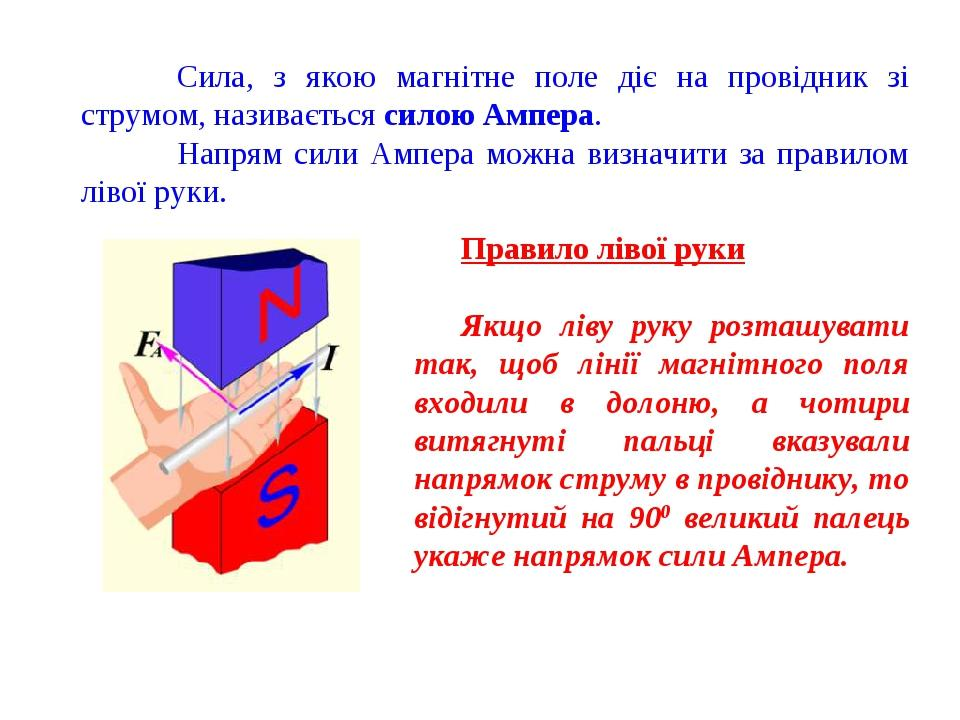 Сила, з якою магнітне поле діє на провідник зі
струмом, називається силою Ампера.
Напрям сили Ампера можна визначити за правилом
лівої руки.
Правило лівої руки
Якщо ліву руку розташувати
так, щоб лінії магнітного поля
входили в долоню, а чотири
витягнуті пальці вказували
напрямок струму в провіднику, то
відігнутий на 90⁰ великий палець
укаже напрямок сили Ампера.
N
FA
I
S